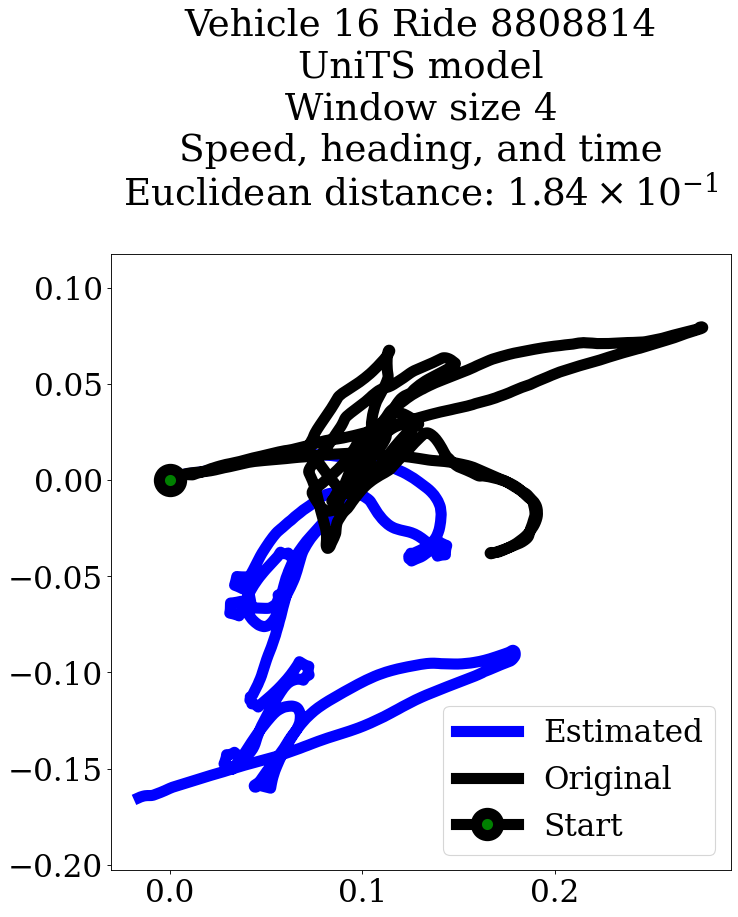 Vehicle 16 Ride 8808814
UniTS model
Window size 4
Speed, heading, and time
Euclidean distance: 1.84 × 10⁻¹
0.10
0.05
0.00
−0.05
−0.10
−0.15
−0.20
0.0 0.1 0.2
Estimated
Original
Start